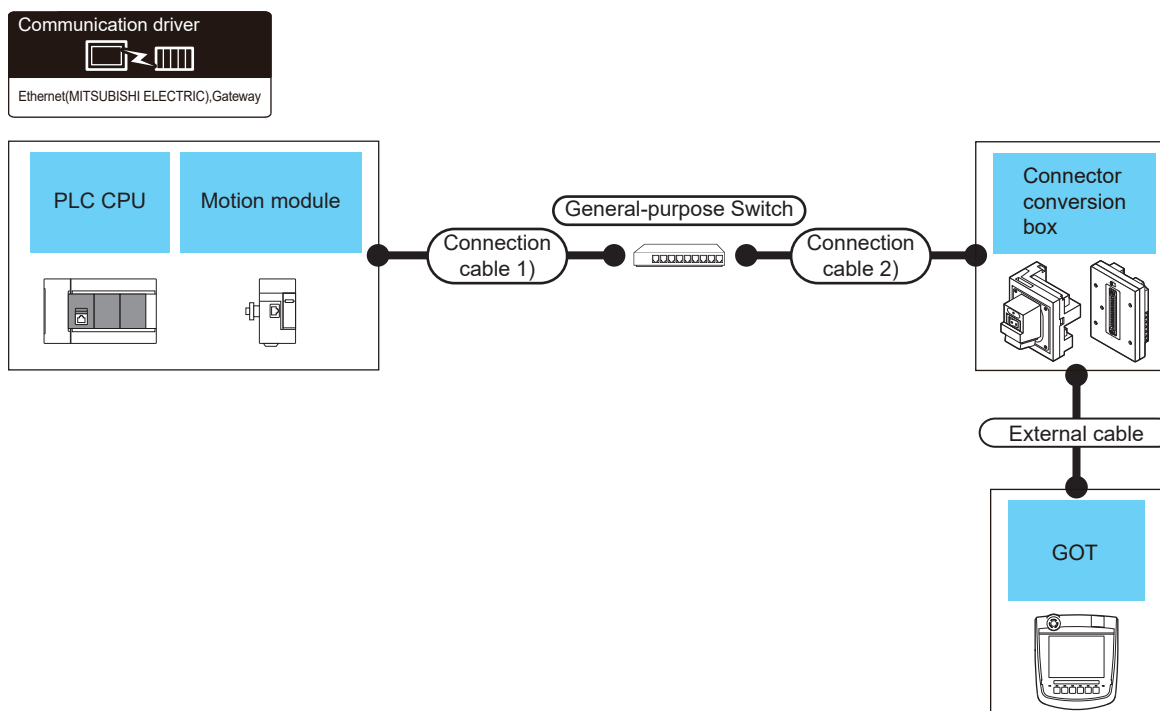 Communication driver
Ethernet(MITSUBISHI ELECTRIC),Gateway
PLC CPU
Motion module
Connection
cable 1)
General-purpose Switch
Connection
cable 2)
Connector
conversion
box
External cable
GOT